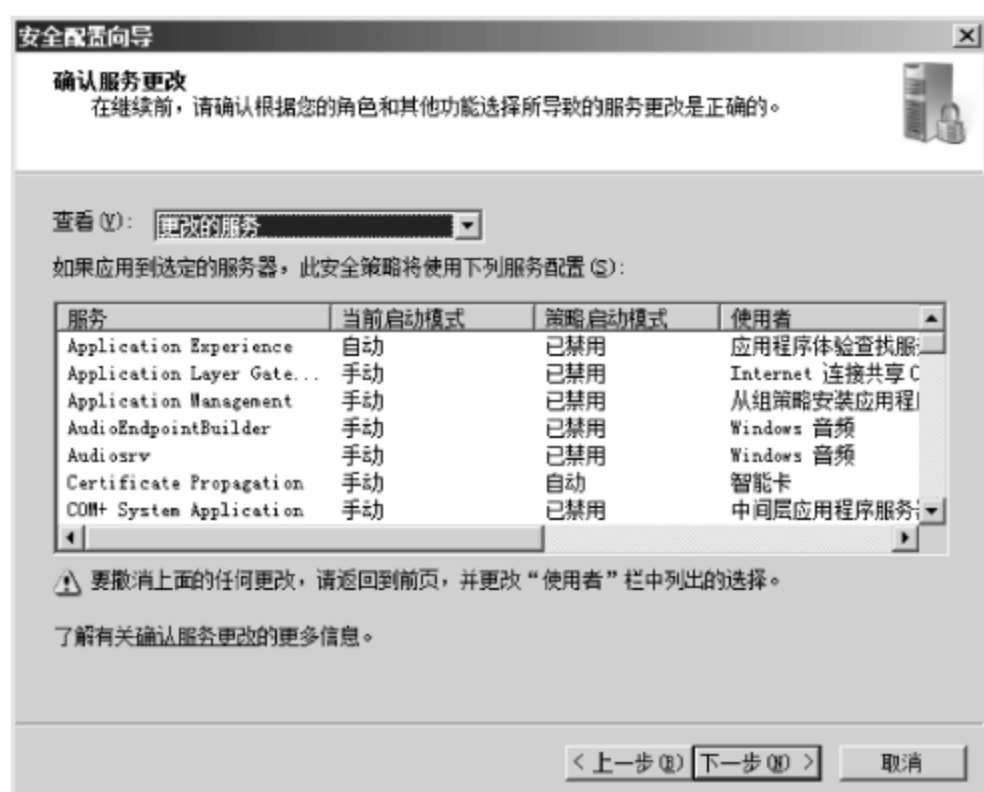 安全配置向导
确认服务更改
在继续前，请确认根据您的角色和其他功能选择所导致的服务更改是正确的。
查看(V)： 更改的服务
如果应用到选定的服务器，此安全策略将使用下列服务配置(S)：
服务 当前启动模式 策略启动模式 使用者
Application Experience 自动 已禁用 应用程序体验查找服
Application Layer Gate... 手动 已禁用 Internet 连接共享 C
Application Management 手动 已禁用 从组策略安装应用程
AudioEndpointBuilder 手动 已禁用 Windows 音频
Audiosrv 手动 已禁用 Windows 音频
Certificate Propagation 手动 自动 智能卡
COM+ System Application 手动 已禁用 中间层应用程序服务
要撤消上面的任何更改，请返回到前页，并更改“使用者”栏中列出的选择。
了解有关确认服务更改的更多信息。
< 上一步(B) 下一步(N) > 取消